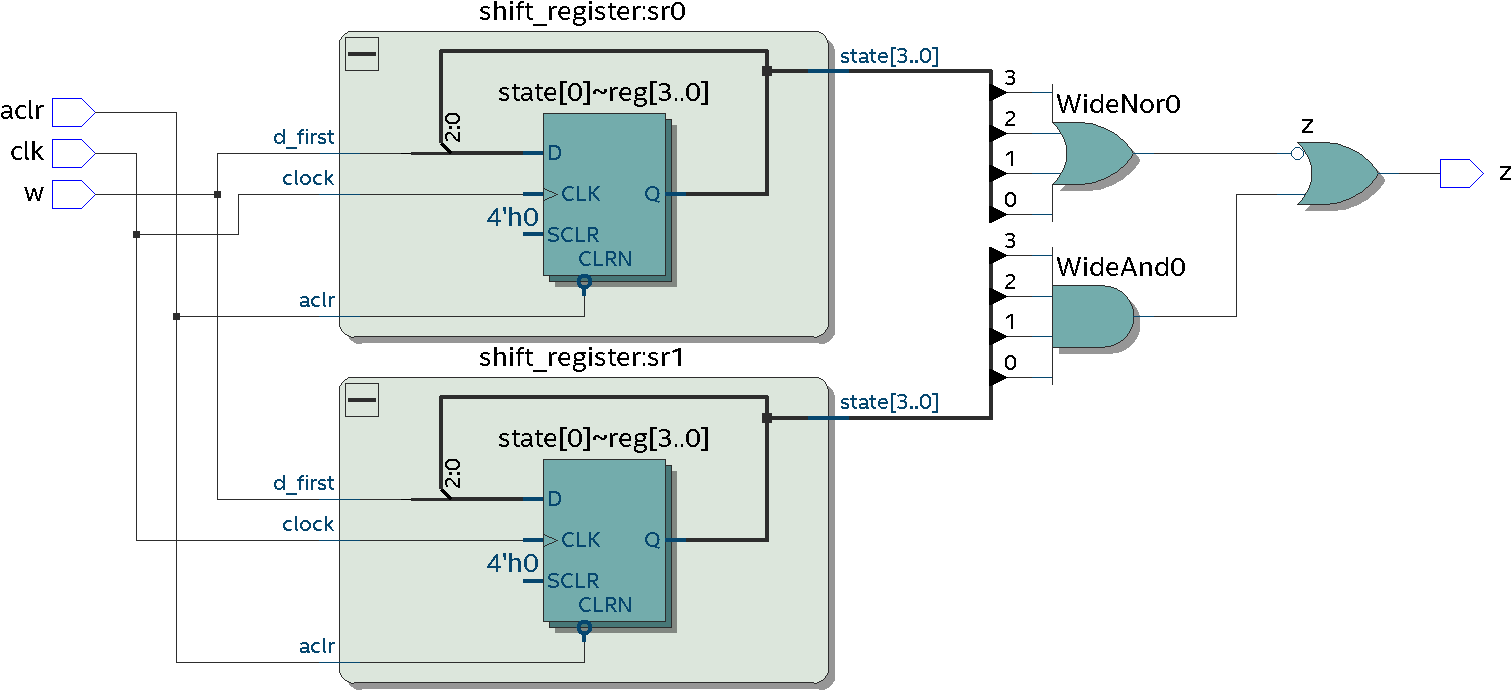 shift_register:sr0
state[3..0]
state[0]~reg[3..0]
2:0
aclr
clk
w
d_first
clock
aclr
D
CLK
Q
4'h0
SCLR
CLRN
3
2
1
0
WideNor0
z
z
3
2
1
0
WideAnd0
shift_register:sr1
state[3..0]
state[0]~reg[3..0]
2:0
d_first
clock
aclr
D
CLK
Q
4'h0
SCLR
CLRN